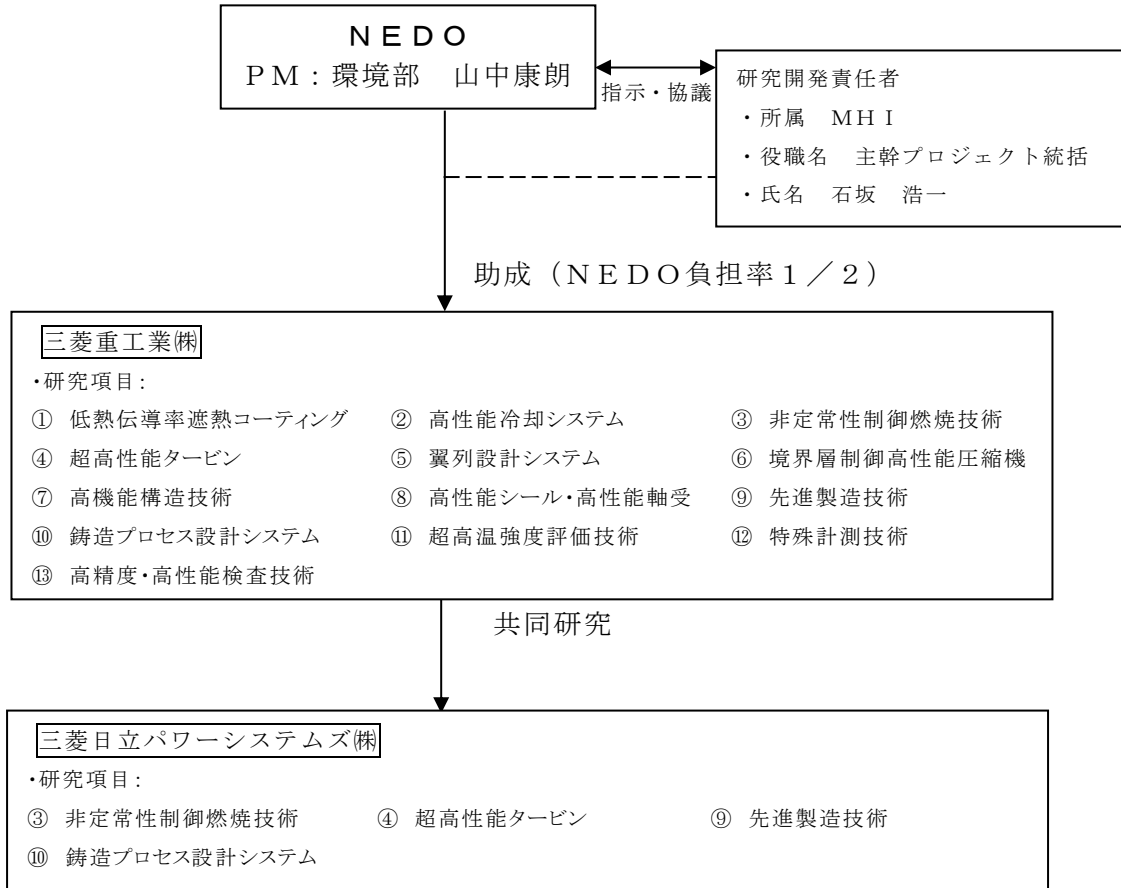 ＮＥＤＯ
ＰＭ：環境部　山中康朗
指示・協議
研究開発責任者
・所属　ＭＨＩ
・役職名　主幹プロジェクト統括
・氏名　石坂　浩一
助成（ＮＥＤＯ負担率１／２）
三菱重工業㈱
・研究項目：
① 低熱伝導率遮熱コーティング　② 高性能冷却システム　③ 非定常性制御燃焼技術
④ 超高性能タービン　⑤ 翼列設計システム　⑥ 境界層制御高性能圧縮機
⑦ 高機能構造技術　⑧ 高性能シール・高性能軸受　⑨ 先進製造技術
⑩ 鋳造プロセス設計システム　⑪ 超高温強度評価技術　⑫ 特殊計測技術
⑬ 高精度・高性能検査技術
共同研究
三菱日立パワーシステムズ㈱
・研究項目：
③ 非定常性制御燃焼技術　④ 超高性能タービン　⑨ 先進製造技術
⑩ 鋳造プロセス設計システム